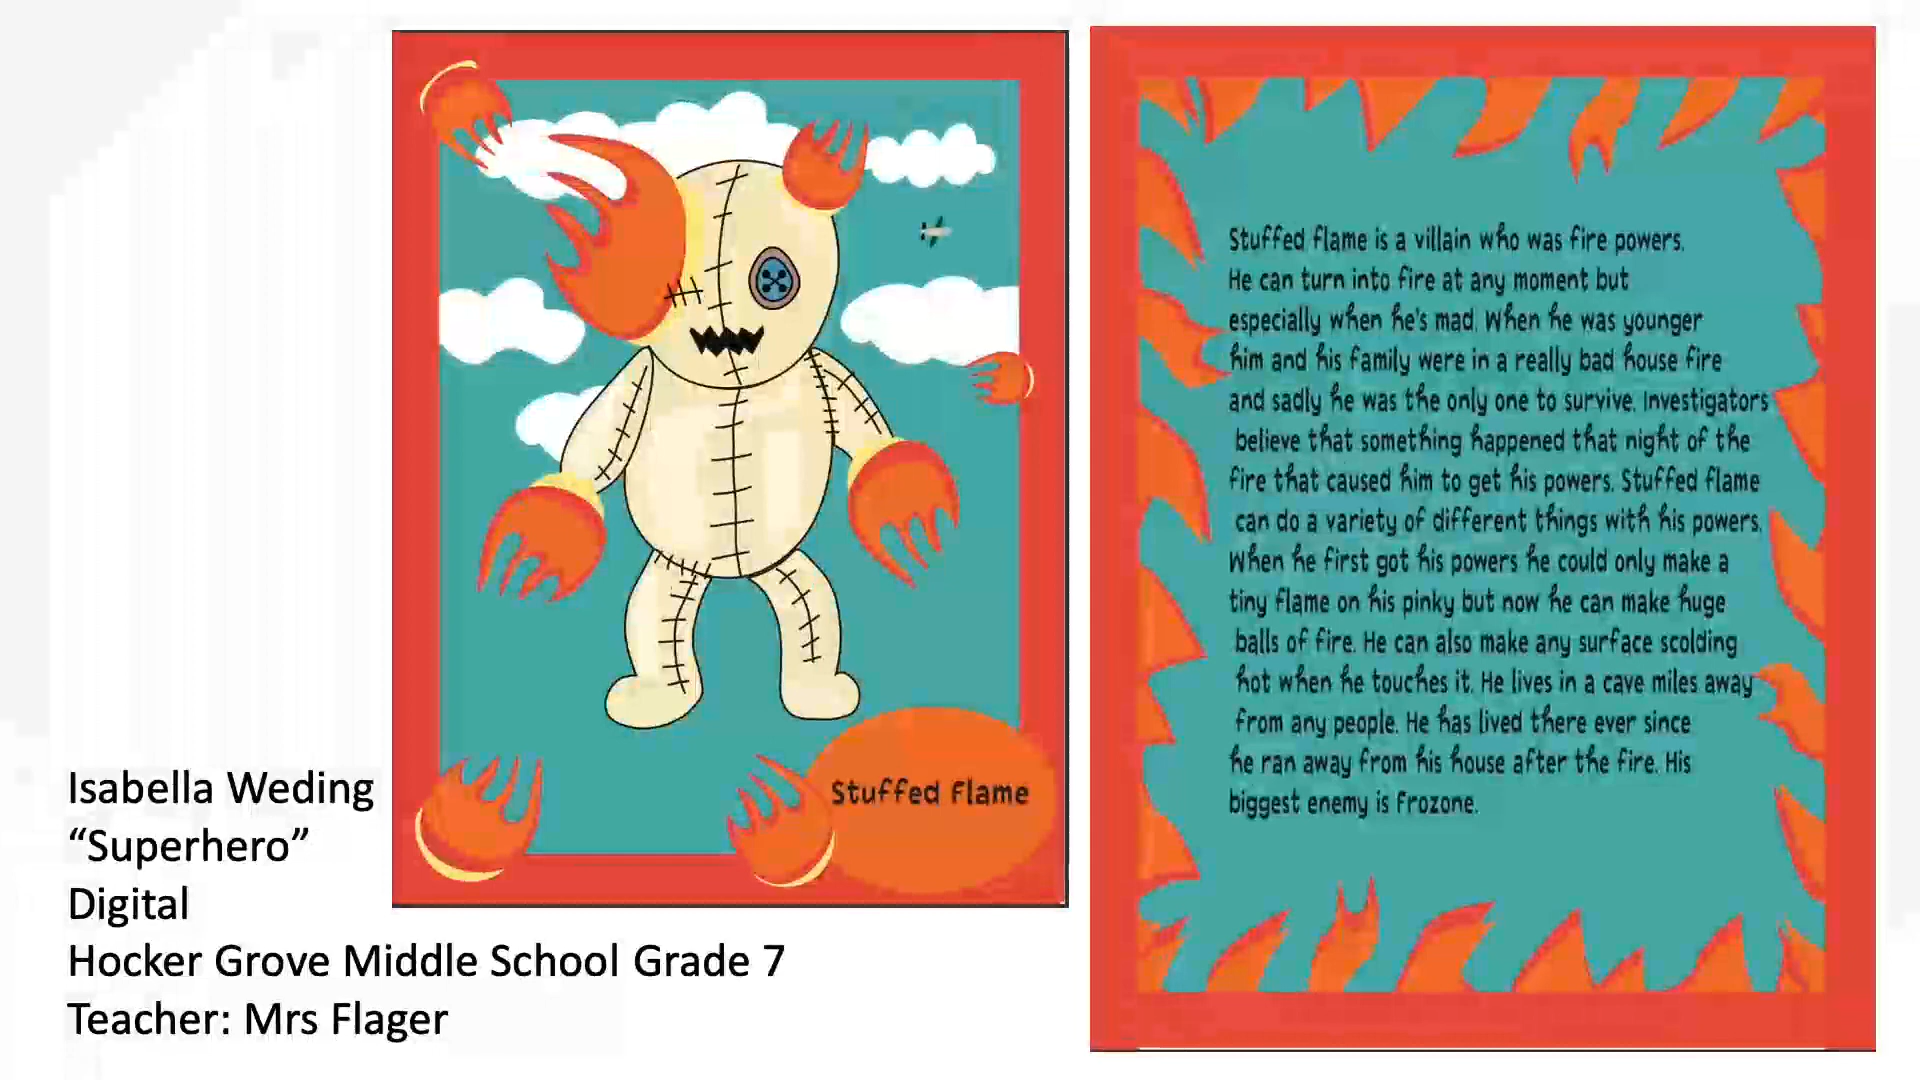 Stuffed Flame
Stuffed flame is a villain who was fire powers.
He can turn into fire at any moment but
especially when he's mad. When he was younger
him and his family were in a really bad house fire
and sadly he was the only one to survive. Investigators
believe that something happened that night of the
fire that caused him to get his powers. Stuffed flame
can do a variety of different things with his powers.
When he first got his powers he could only make a
tiny flame on his pinky but now he can make huge
balls of fire. He can also make any surface scolding
hot when he touches it. He lives in a cave miles away
from any people. He has lived there ever since
he ran away from his house after the fire. His
biggest enemy is Frozone.
Isabella Weding
“Superhero”
Digital
Hocker Grove Middle School Grade 7
Teacher: Mrs Flager